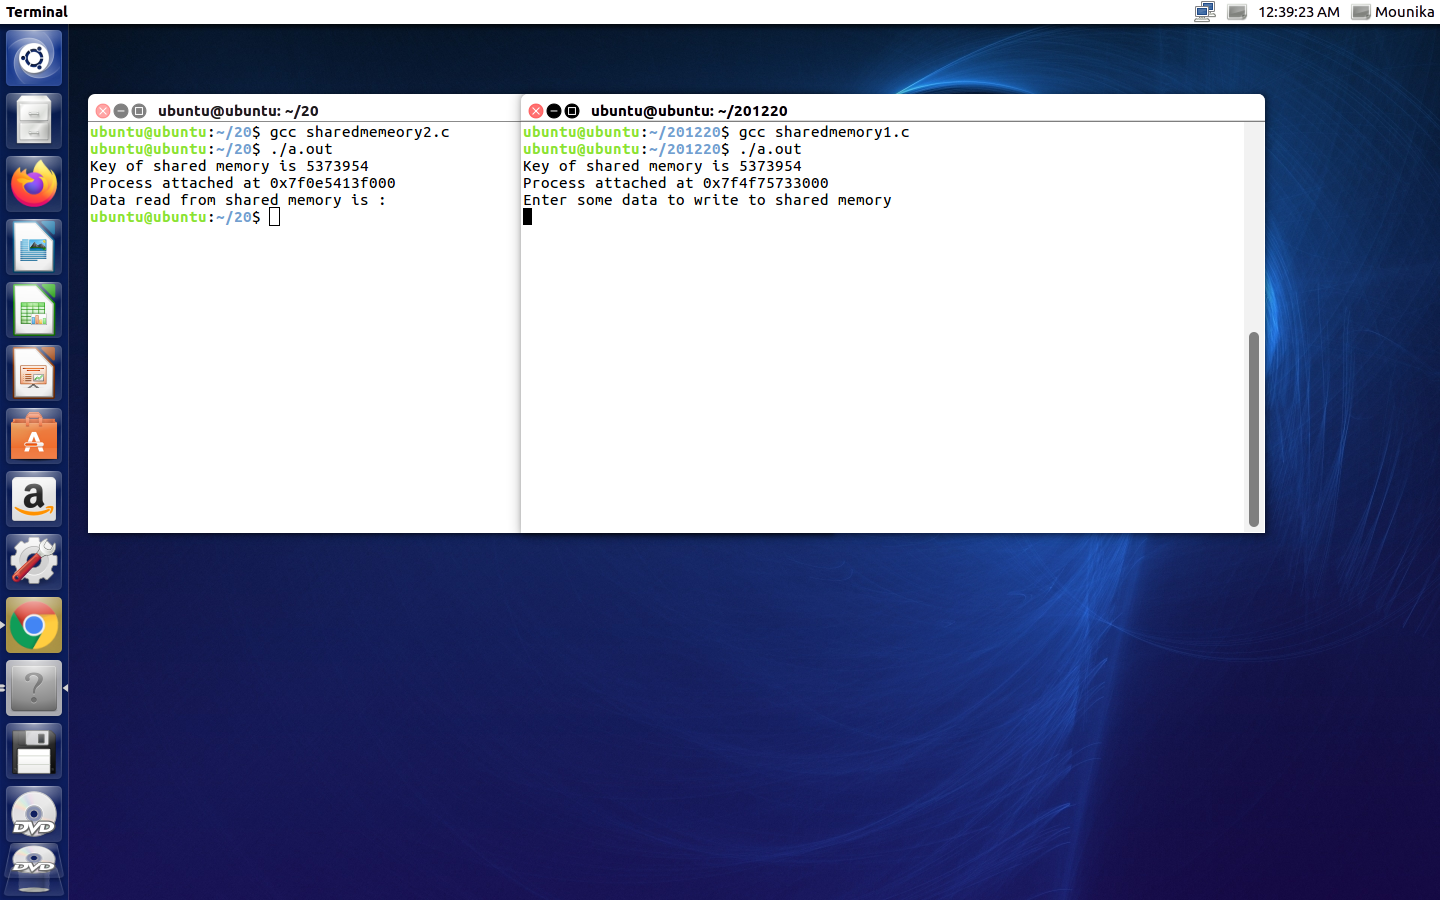 Terminal
12:39:23 AM
Mounika
ubuntu@ubuntu: ~/20
ubuntu@ubuntu:~/20$ gcc sharedmemeory2.c
ubuntu@ubuntu:~/20$ ./a.out
Key of shared memory is 5373954
Process attached at 0x7f0e5413f000
Data read from shared memory is :
ubuntu@ubuntu:~/20$
ubuntu@ubuntu: ~/201220
ubuntu@ubuntu:~/201220$ gcc sharedmemory1.c
ubuntu@ubuntu:~/201220$ ./a.out
Key of shared memory is 5373954
Process attached at 0x7f4f75733000
Enter some data to write to shared memory
A
a
?
DVD
DVD